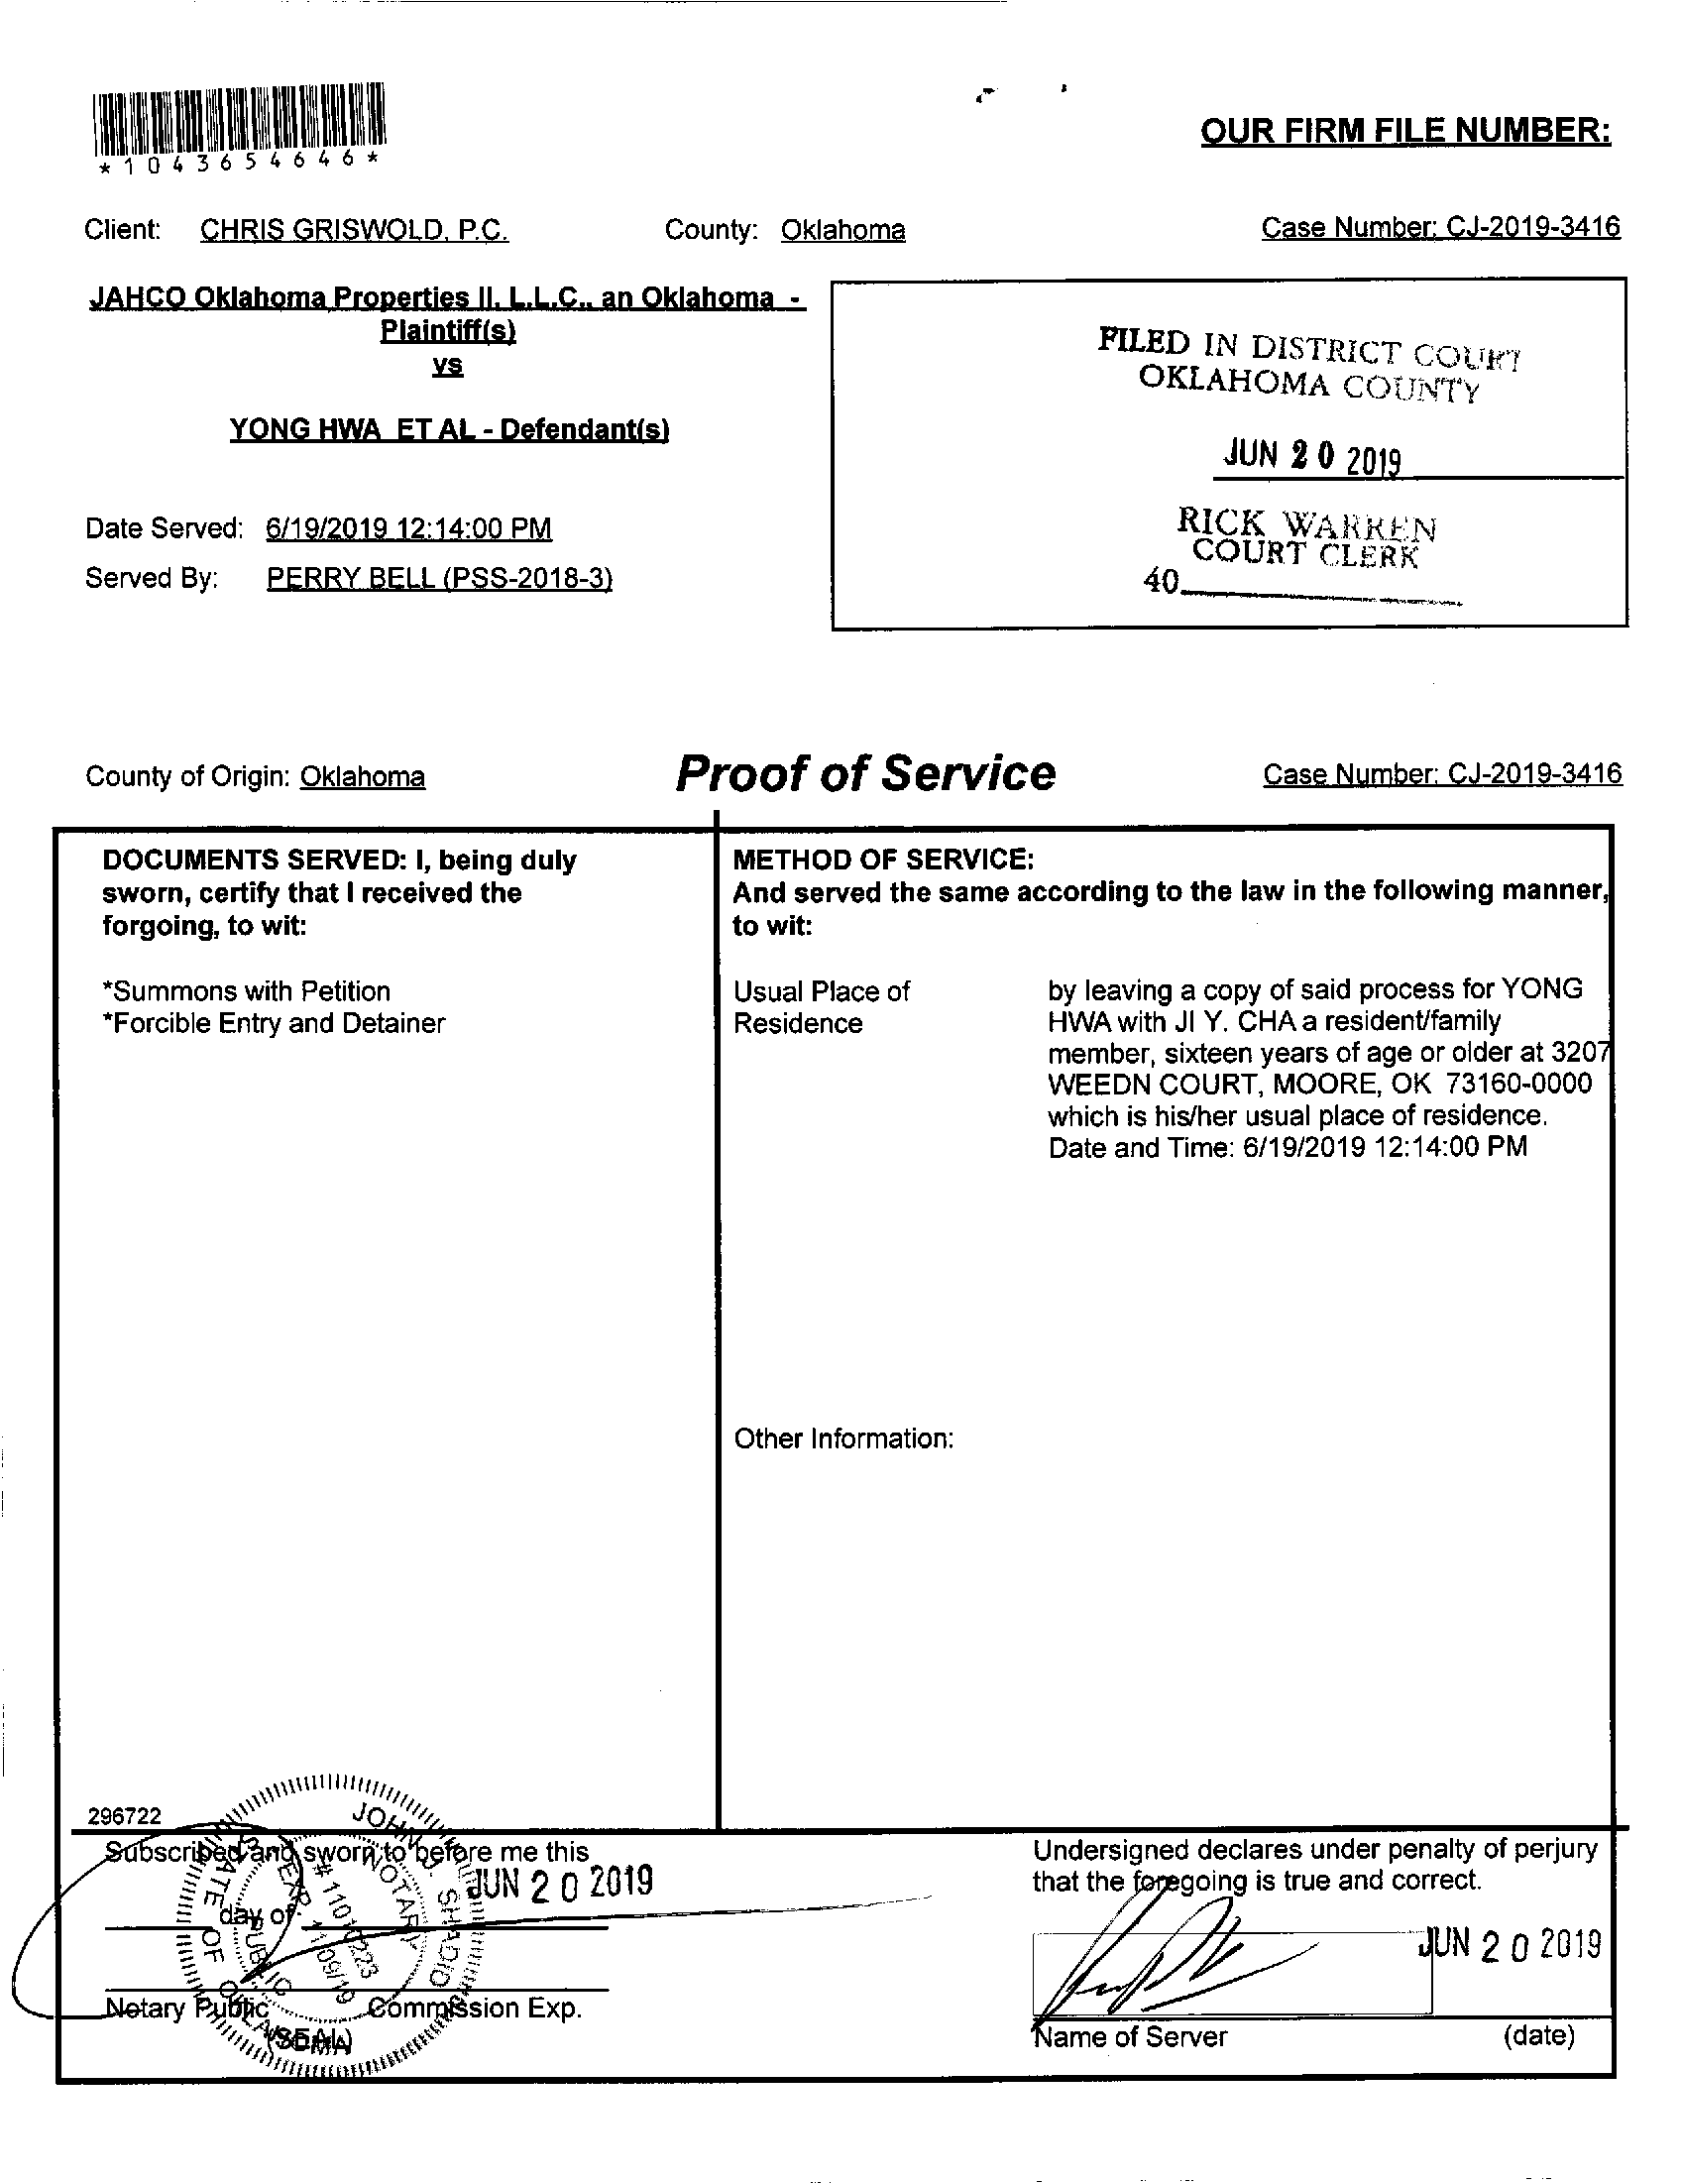 *1043654646*
OUR FIRM FILE NUMBER:
Client: CHRIS GRISWOLD, P.C. County: Oklahoma Case Number: CJ-2019-3416
JAHCO Oklahoma Properties II, L.L.C., an Oklahoma -
Plaintiff(s)
vs
YONG HWA ET AL - Defendant(s)
FILED IN DISTRICT COURT
OKLAHOMA COUNTY
JUN 20 2019
RICK WARREN
COURT CLERK
40
Date Served: 6/19/2019 12:14:00 PM
Served By: PERRY BELL (PSS-2018-3)
County of Origin: Oklahoma Proof of Service Case Number: CJ-2019-3416
DOCUMENTS SERVED: I, being duly
sworn, certify that I received the
forgoing, to wit:
*Summons with Petition
*Forcible Entry and Detainer
METHOD OF SERVICE:
And served the same according to the law in the following manner,
to wit:
Usual Place of
Residence
by leaving a copy of said process for YONG
HWA with JI Y. CHA a resident/family
member, sixteen years of age or older at 3207
WEEDN COURT, MOORE, OK 73160-0000
which is his/her usual place of residence.
Date and Time: 6/19/2019 12:14:00 PM
Other Information:
296722
Subscribed and sworn to before me this
JUN 20 2019
day of
Notary Public Commission Exp.
(SEAL)
JOHN J. SHADID
STATE OF OKLAHOMA
NOTARY PUBLIC
# 11010223
EXP. 11/09/19
Undersigned declares under penalty of perjury
that the foregoing is true and correct.
JUN 20 2019
Name of Server (date)